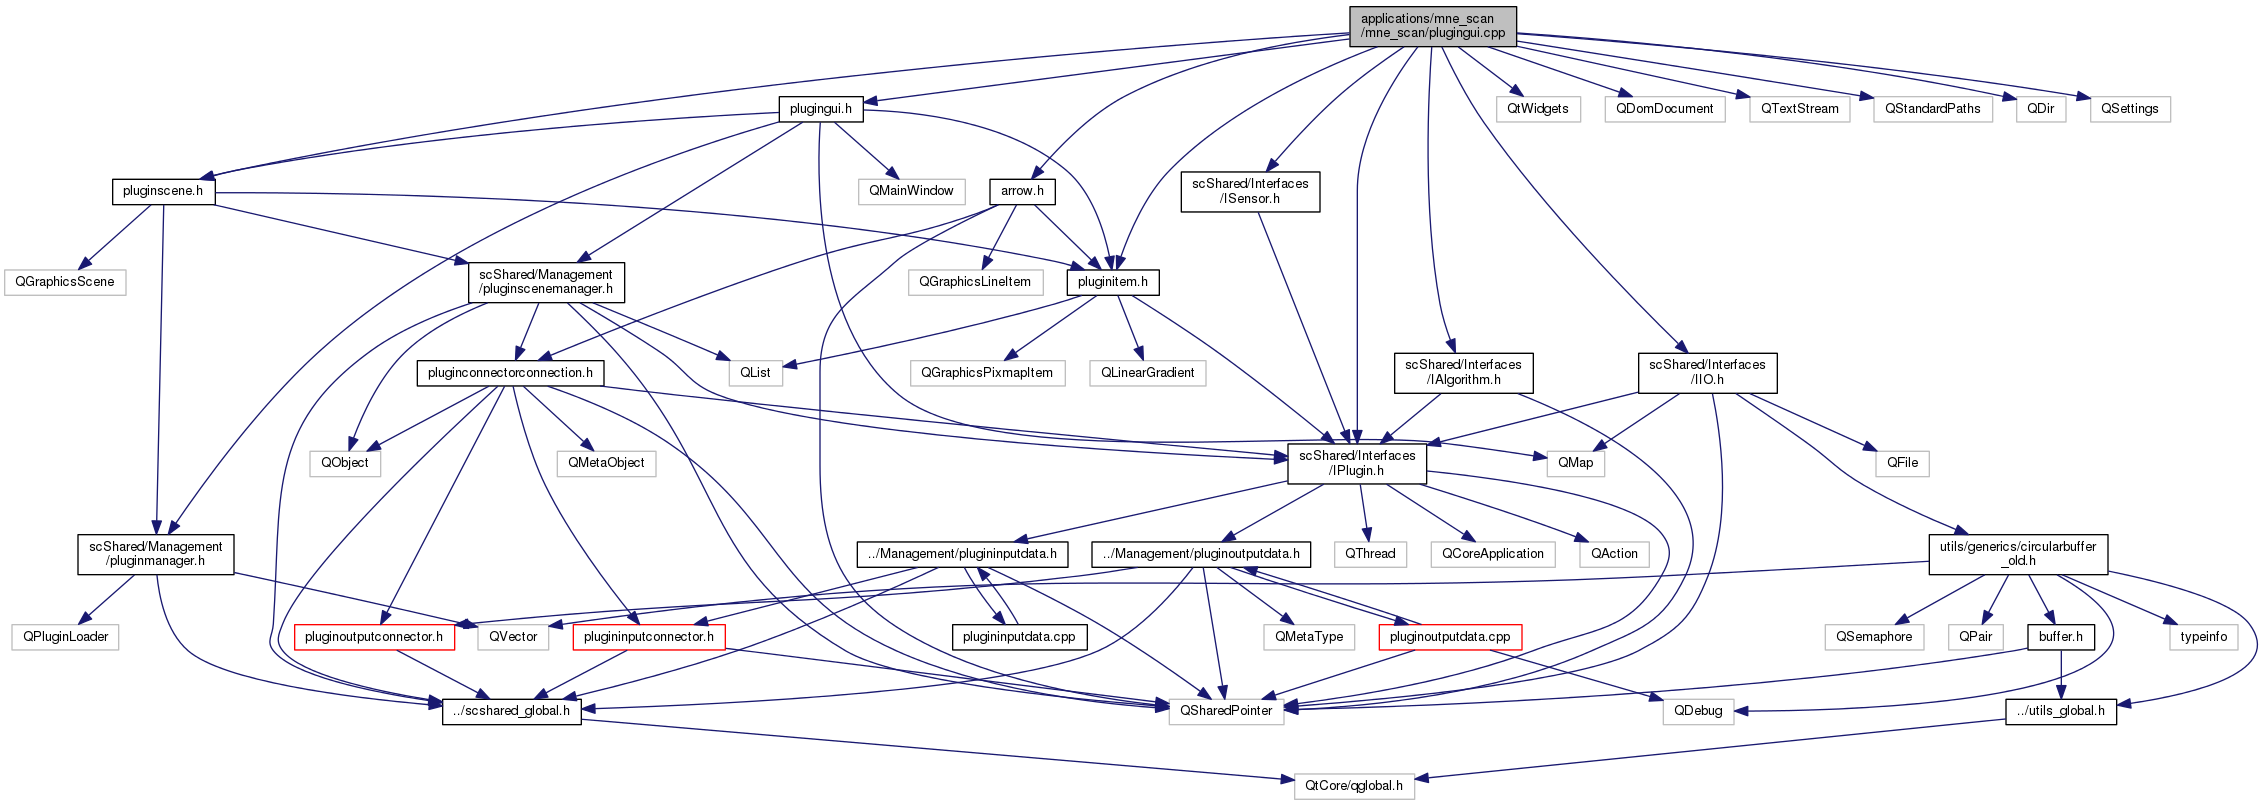 applications/mne_scan
/mne_scan/plugingui.cpp
plugingui.h
QtWidgets
QDomDocument
QTextStream
QStandardPaths
QDir
QSettings
pluginscene.h
QMainWindow
arrow.h
scShared/Interfaces
/ISensor.h
QGraphicsScene
scShared/Management
/pluginscenemanager.h
QGraphicsLineItem
pluginitem.h
pluginconnectorconnection.h
QList
QGraphicsPixmapItem
QLinearGradient
scShared/Interfaces
/IAlgorithm.h
scShared/Interfaces
/IIO.h
QObject
QMetaObject
scShared/Interfaces
/IPlugin.h
QMap
QFile
scShared/Management
/pluginmanager.h
../Management/plugininputdata.h
../Management/pluginoutputdata.h
QThread
QCoreApplication
QAction
utils/generics/circularbuffer
_old.h
QPluginLoader
pluginoutputconnector.h
QVector
plugininputconnector.h
plugininputdata.cpp
QMetaType
pluginoutputdata.cpp
QSemaphore
QPair
buffer.h
typeinfo
../scshared_global.h
QSharedPointer
QDebug
../utils_global.h
QtCore/qglobal.h